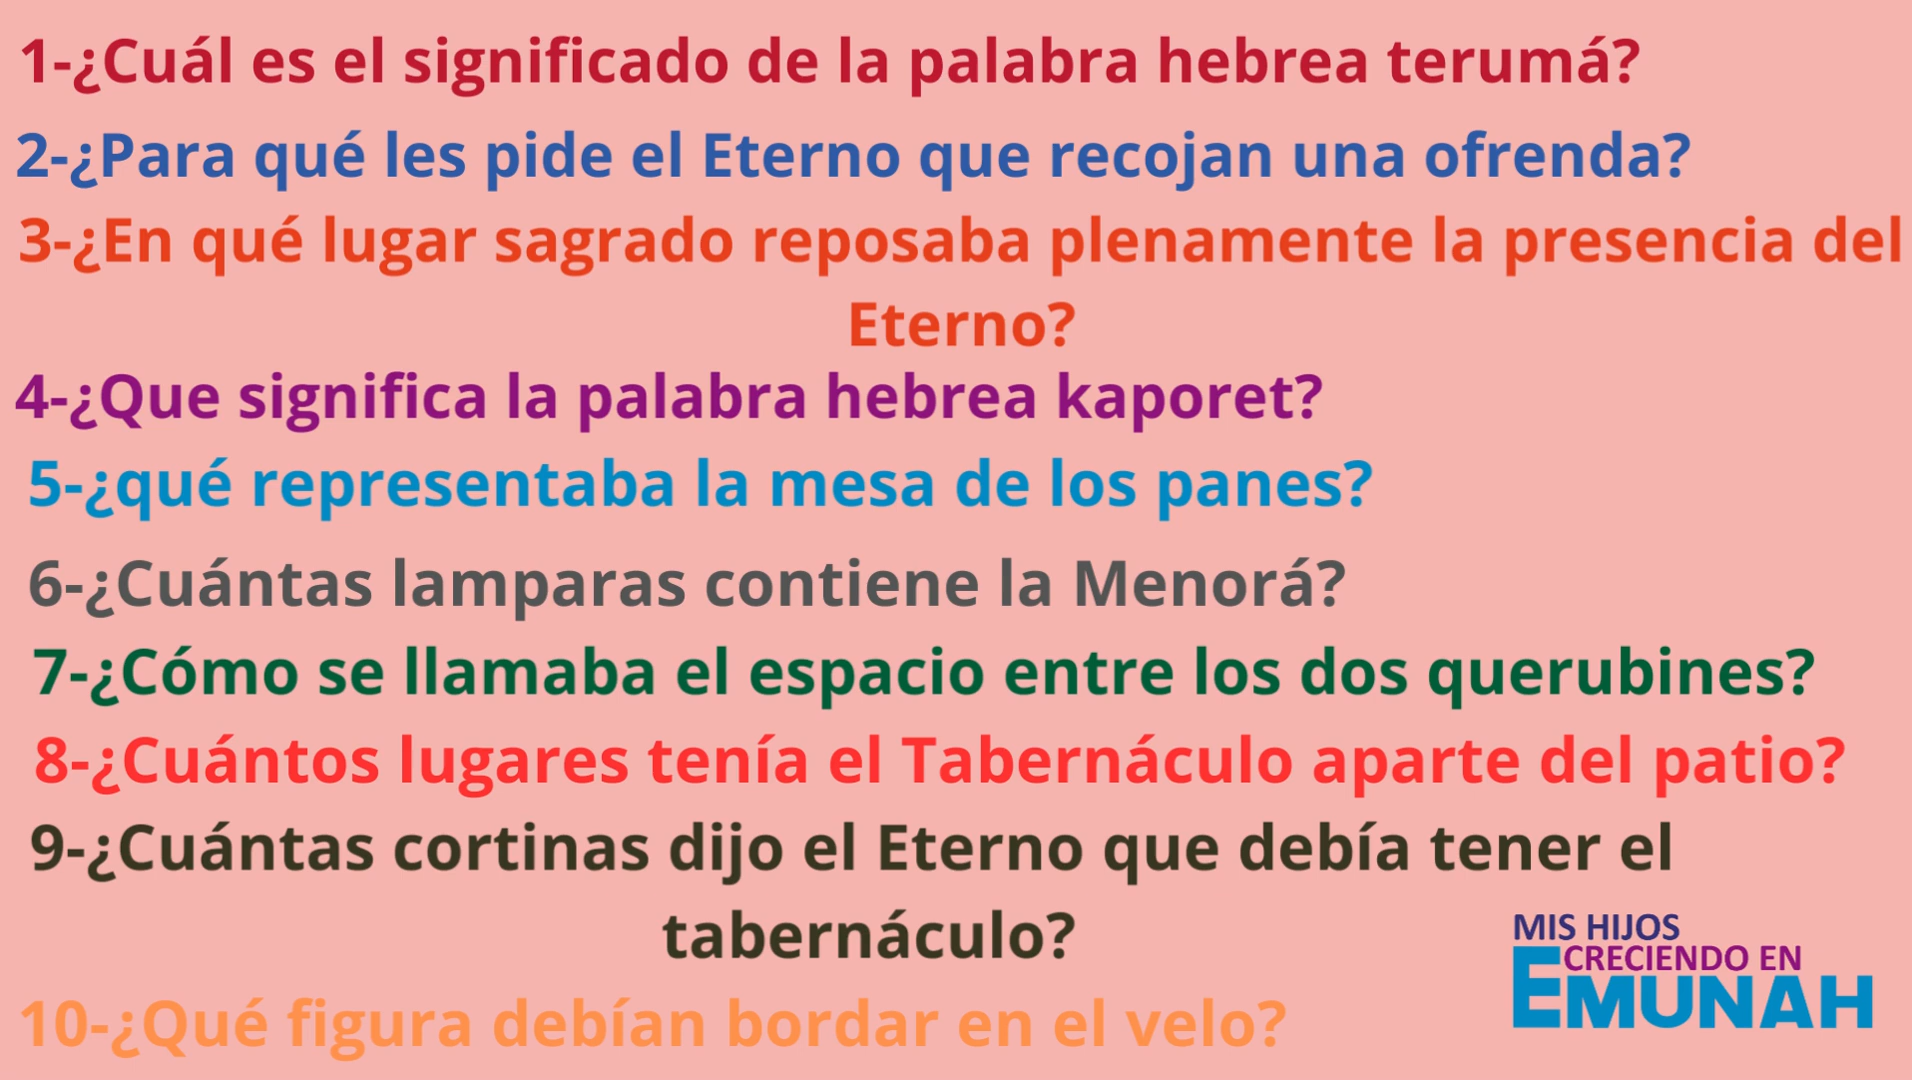 1-¿Cuál es el significado de la palabra hebrea terumá?
2-¿Para qué les pide el Eterno que recojan una ofrenda?
3-¿En qué lugar sagrado reposaba plenamente la presencia del
Eterno?
4-¿Que significa la palabra hebrea kaporet?
5-¿qué representaba la mesa de los panes?
6-¿Cuántas lamparas contiene la Menorá?
7-¿Cómo se llamaba el espacio entre los dos querubines?
8-¿Cuántos lugares tenía el Tabernáculo aparte del patio?
9-¿Cuántas cortinas dijo el Eterno que debía tener el
tabernáculo?
10-¿Qué figura debían bordar en el velo?
MIS HIJOS
CRECIENDO EN
EMUNAH